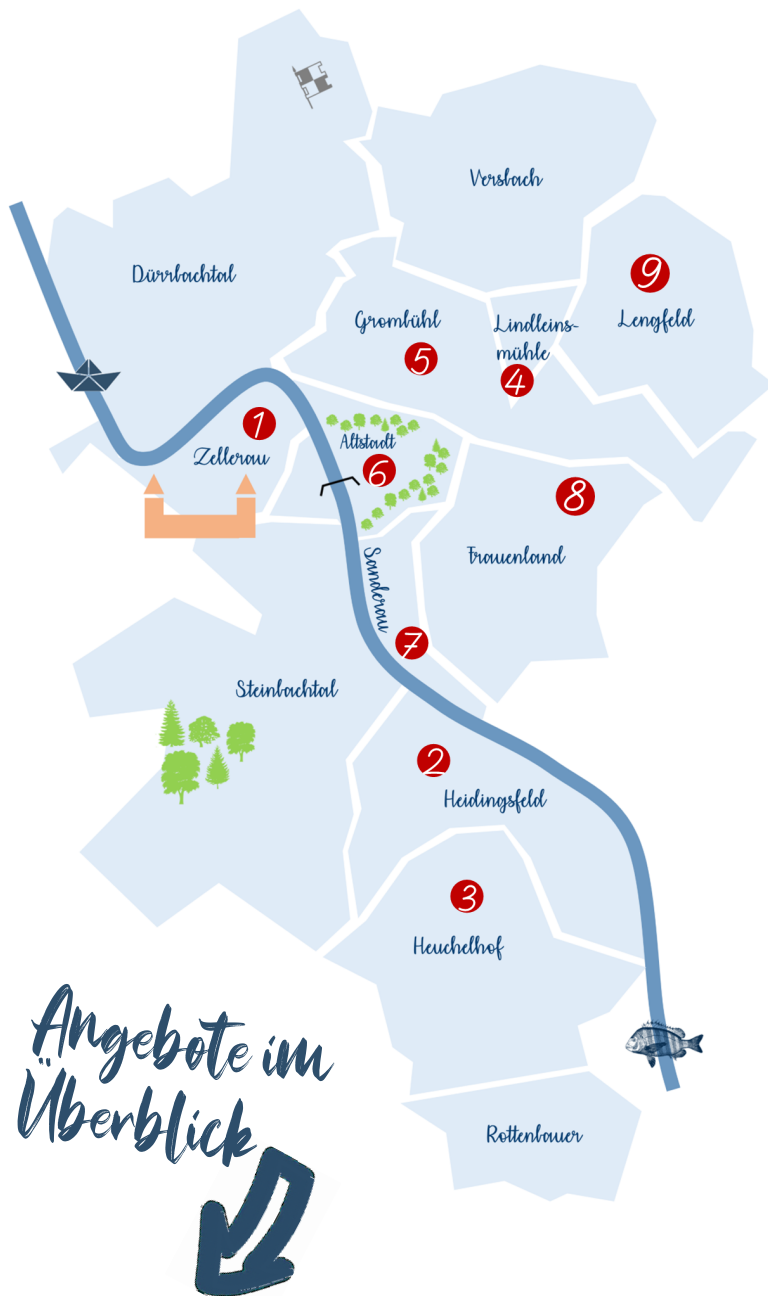 Versbach
Dürrbachtal
9
Lengfeld
Grombühl
5
Lindleins-
mühle
4
1
Zellerau
Altstadt
6
8
Frauenland
Sanderau
7
Steinbachtal
2
Heidingsfeld
3
Heuchelhof
Rottenbauer
Angebote im
Überblick